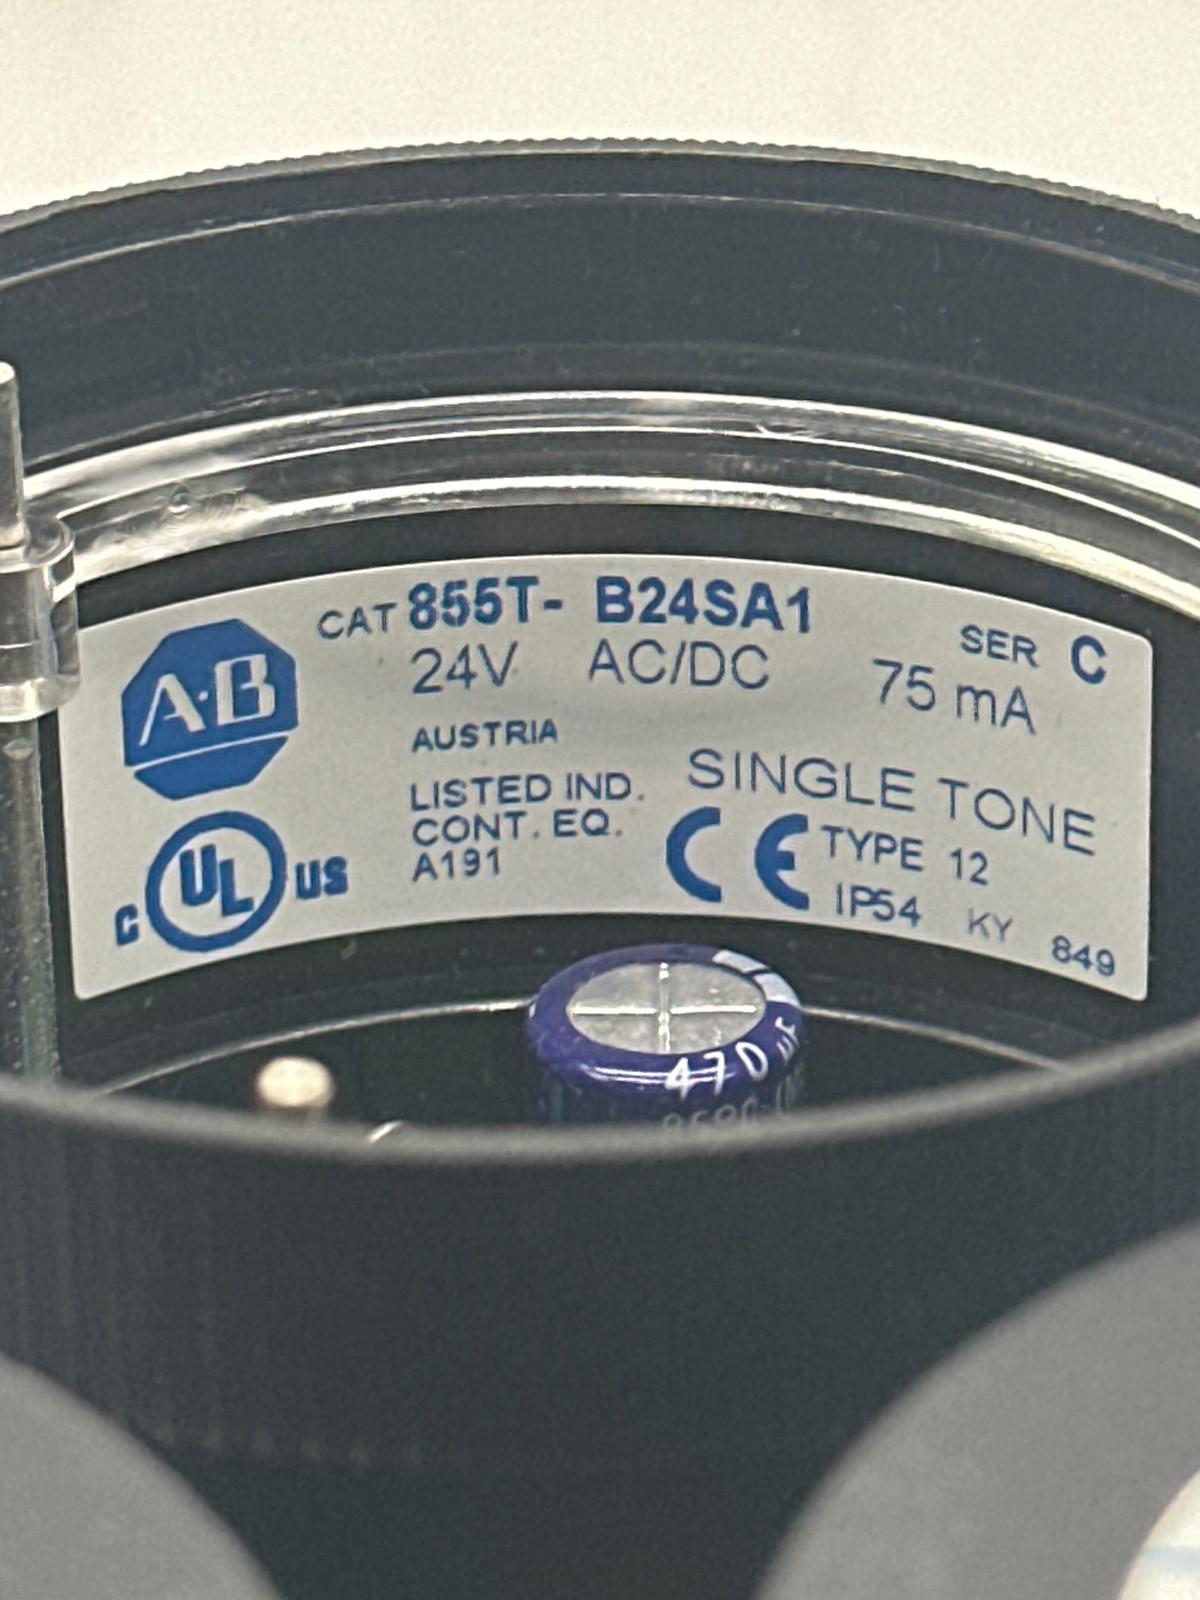 CAT 855T- B24SA1
SER C
24V AC/DC
75 mA
A·B
AUSTRIA
SINGLE TONE
LISTED IND.
CONT. EQ.
A191
C UL US
CE
TYPE 12
IP54 KY 849
470 µF